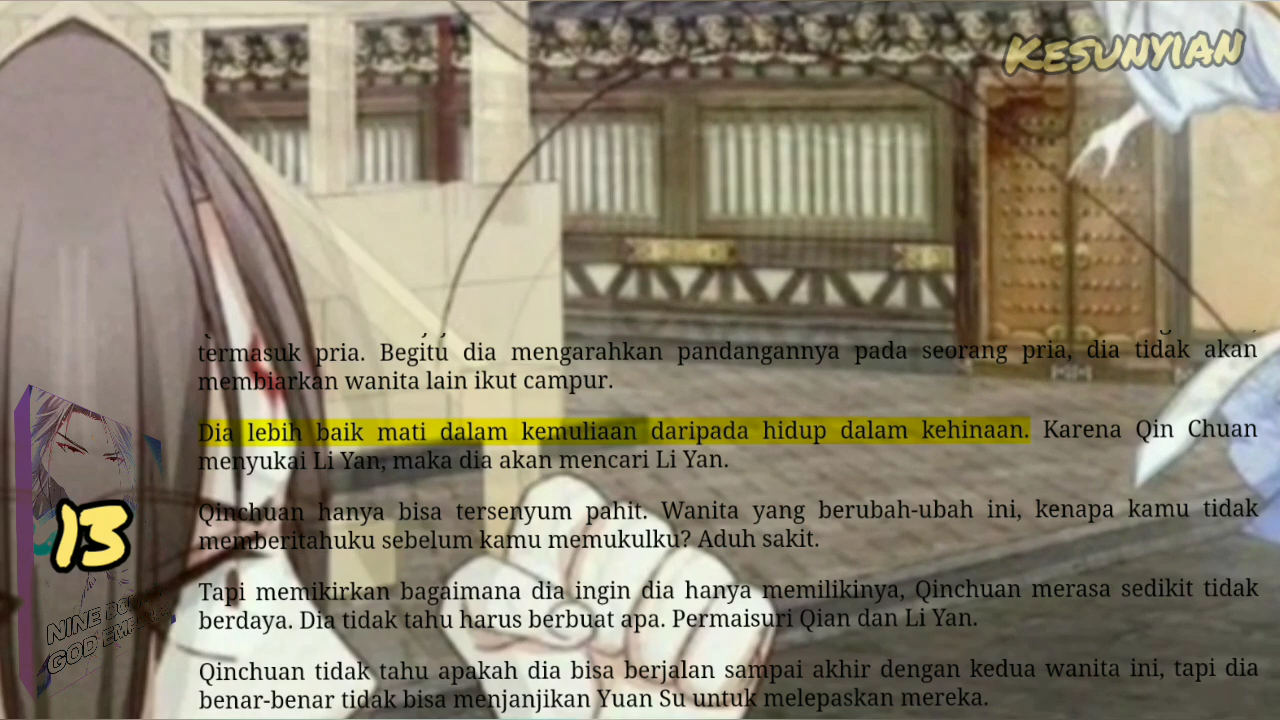 Kesunyian
termasuk pria. Begitu dia mengarahkan pandangannya pada seorang pria, dia tidak akan
membiarkan wanita lain ikut campur.
Dia lebih baik mati dalam kemuliaan daripada hidup dalam kehinaan. Karena Qin Chuan
menyukai Li Yan, maka dia akan mencari Li Yan.
Qinchuan hanya bisa tersenyum pahit. Wanita yang berubah-ubah ini, kenapa kamu tidak
memberitahuku sebelum kamu memukulku? Aduh sakit.
Tapi memikirkan bagaimana dia ingin dia hanya memilikinya, Qinchuan merasa sedikit tidak
berdaya. Dia tidak tahu harus berbuat apa. Permaisuri Qian dan Li Yan.
Qinchuan tidak tahu apakah dia bisa berjalan sampai akhir dengan kedua wanita ini, tapi dia
benar-benar tidak bisa menjanjikan Yuan Su untuk melepaskan mereka.
13
NINE
GOD